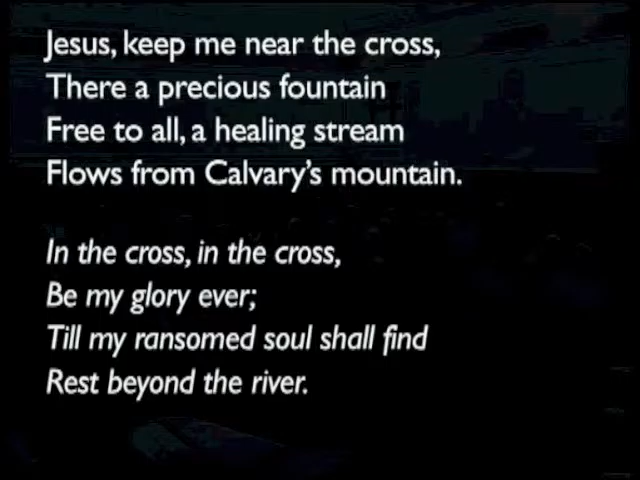 Jesus, keep me near the cross,
There a precious fountain
Free to all, a healing stream
Flows from Calvary's mountain.
In the cross, in the cross,
Be my glory ever;
Till my ransomed soul shall find
Rest beyond the river.